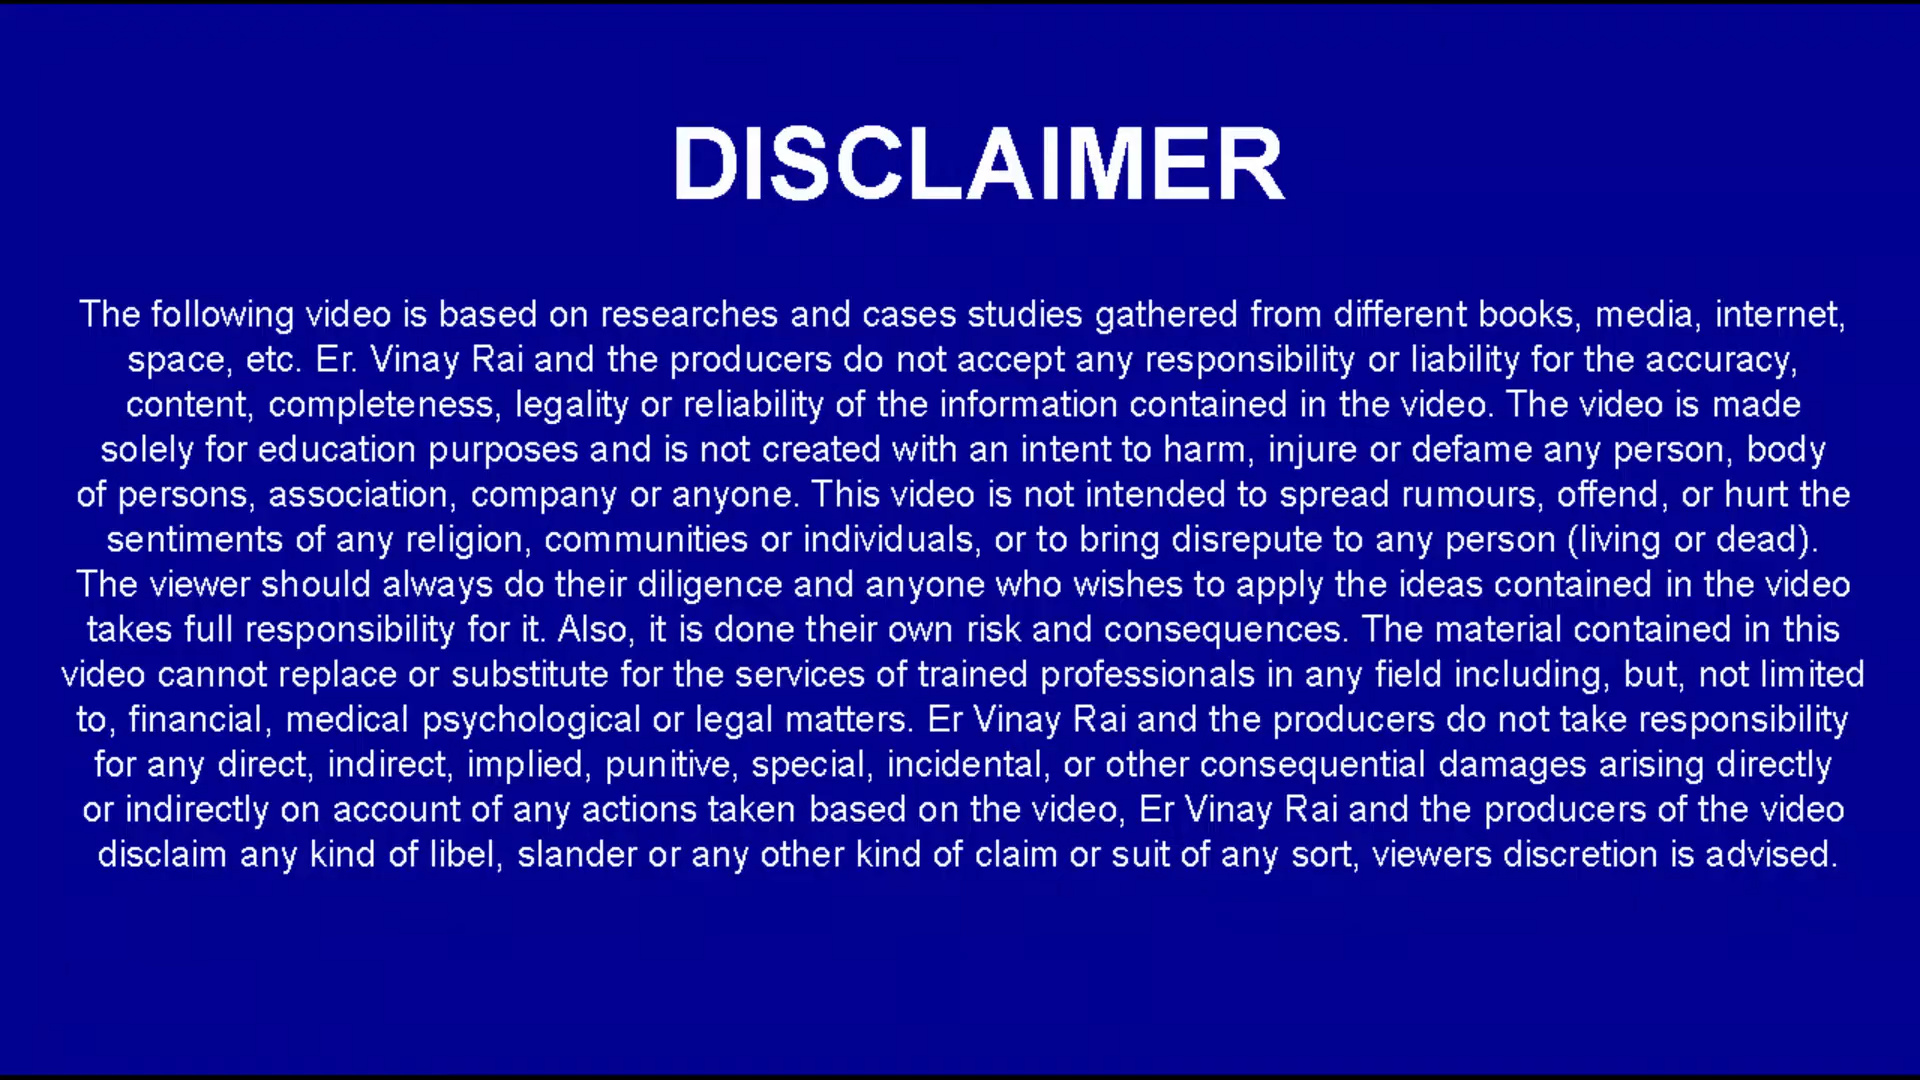 DISCLAIMER
The following video is based on researches and cases studies gathered from different books, media, internet,
space, etc. Er. Vinay Rai and the producers do not accept any responsibility or liability for the accuracy,
content, completeness, legality or reliability of the information contained in the video. The video is made
solely for education purposes and is not created with an intent to harm, injure or defame any person, body
of persons, association, company or anyone. This video is not intended to spread rumours, offend, or hurt the
sentiments of any religion, communities or individuals, or to bring disrepute to any person (living or dead).
The viewer should always do their diligence and anyone who wishes to apply the ideas contained in the video
takes full responsibility for it. Also, it is done their own risk and consequences. The material contained in this
video cannot replace or substitute for the services of trained professionals in any field including, but, not limited
to, financial, medical psychological or legal matters. Er Vinay Rai and the producers do not take responsibility
for any direct, indirect, implied, punitive, special, incidental, or other consequential damages arising directly
or indirectly on account of any actions taken based on the video, Er Vinay Rai and the producers of the video
disclaim any kind of libel, slander or any other kind of claim or suit of any sort, viewers discretion is advised.